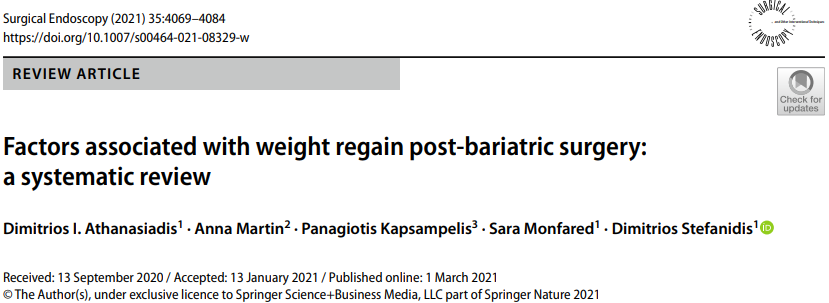 Surgical Endoscopy (2021) 35:4069–4084
https://doi.org/10.1007/s00464-021-08329-w
SURGICAL
ENDOSCOPY
REVIEW ARTICLE
Check for
updates
Factors associated with weight regain post-bariatric surgery:
a systematic review
Dimitrios I. Athanasiadis¹ · Anna Martin² · Panagiotis Kapsampelis³ · Sara Monfared¹ · Dimitrios Stefanidis¹ iD
Received: 13 September 2020 / Accepted: 13 January 2021 / Published online: 1 March 2021
© The Author(s), under exclusive licence to Springer Science+Business Media, LLC part of Springer Nature 2021